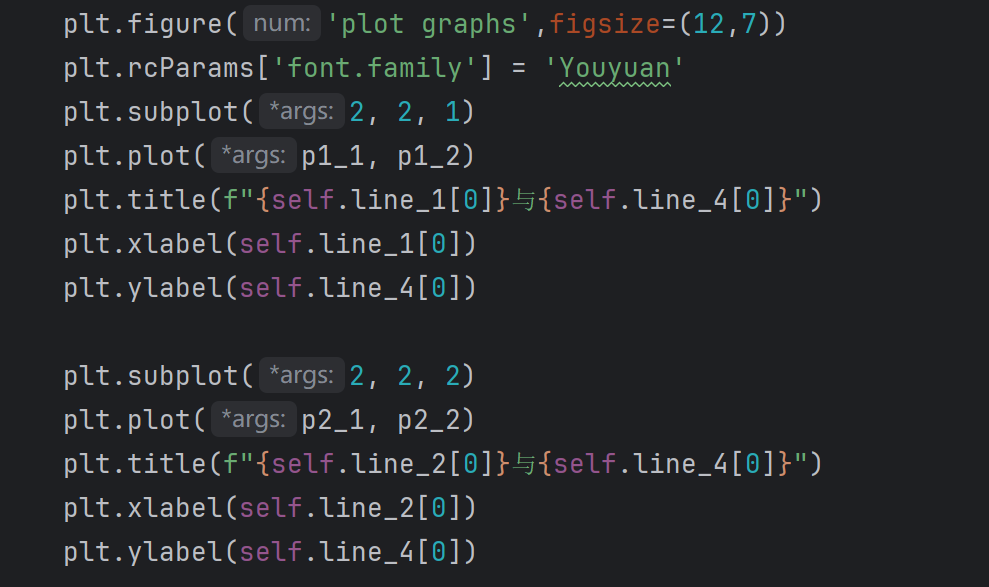 plt.figure(num:'plot graphs',figsize=(12,7))
plt.rcParams['font.family'] = 'Youyuan'
plt.subplot(*args:2, 2, 1)
plt.plot(*args:p1_1, p1_2)
plt.title(f"{self.line_1[0]}与{self.line_4[0]}")
plt.xlabel(self.line_1[0])
plt.ylabel(self.line_4[0])
plt.subplot(*args:2, 2, 2)
plt.plot(*args:p2_1, p2_2)
plt.title(f"{self.line_2[0]}与{self.line_4[0]}")
plt.xlabel(self.line_2[0])
plt.ylabel(self.line_4[0])